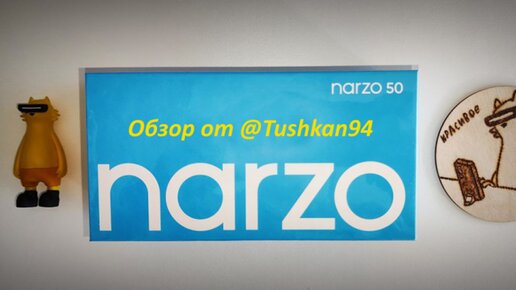 narzo 50
Обзор от @Tushkan94
narzo
КРАСИВОЕ